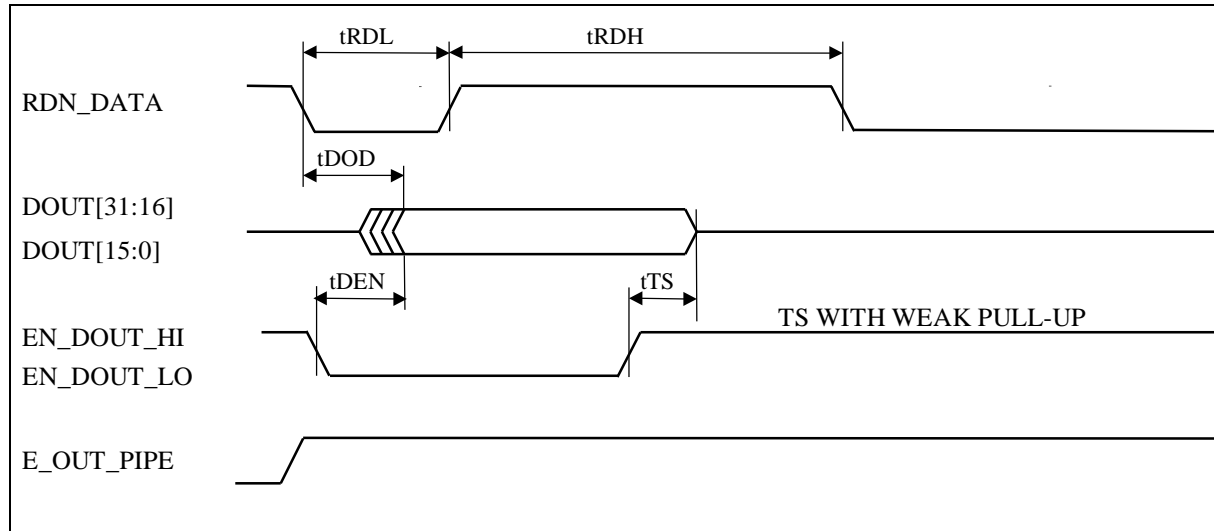 tRDL tRDH
RDN_DATA
tDOD
DOUT[31:16]
DOUT[15:0]
tDEN tTS
TS WITH WEAK PULL-UP
EN_DOUT_HI
EN_DOUT_LO
E_OUT_PIPE